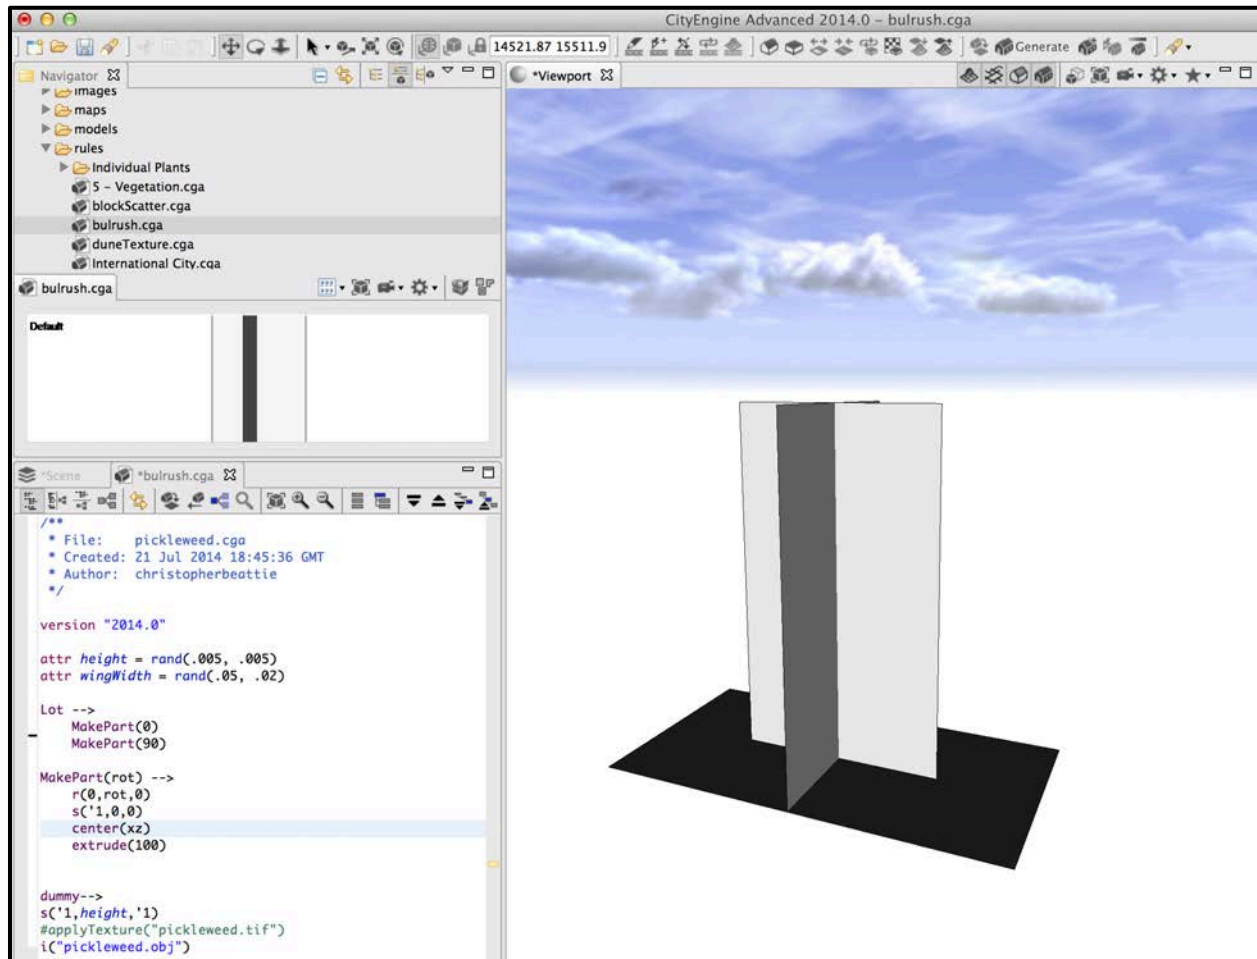 CityEngine Advanced 2014.0 – bulrush.cga
14521.87 15511.9
Generate
Navigator
*Viewport
images
maps
models
rules
Individual Plants
5 – Vegetation.cga
blockScatter.cga
bulrush.cga
duneTexture.cga
International City.cga
bulrush.cga
Default
*Scene
*bulrush.cga
/**
* File: pickleweed.cga
* Created: 21 Jul 2014 18:45:36 GMT
* Author: christopherbeattie
*/
version "2014.0"
attr height = rand(.005, .005)
attr wingWidth = rand(.05, .02)
Lot -->
MakePart(0)
MakePart(90)
MakePart(rot) -->
r(0,rot,0)
s('1,0,0)
center(xz)
extrude(100)
dummy-->
s('1,height,'1)
#applyTexture("pickleweed.tif")
i("pickleweed.obj")